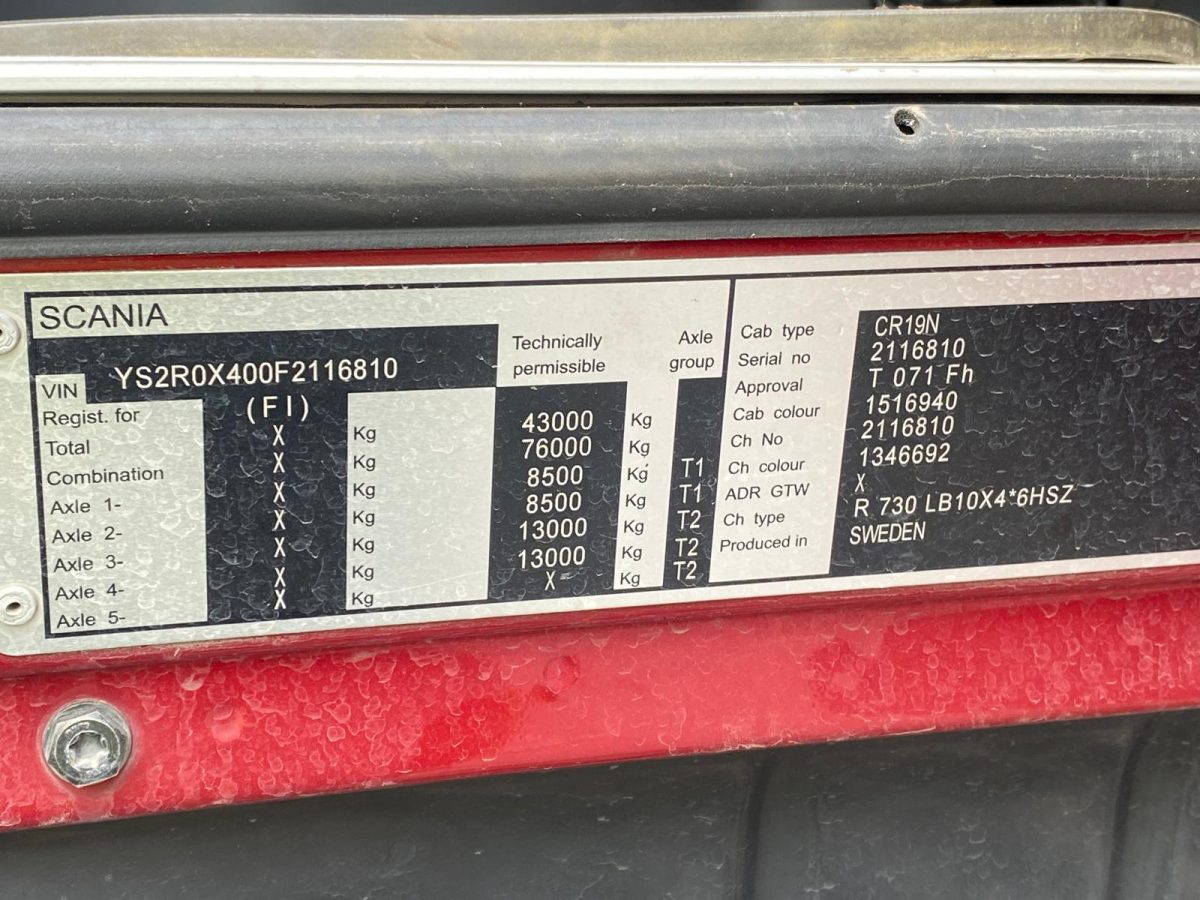 SCANIA
VIN YS2R0X400F2116810
Technically permissible
Axle group
Regist. for (FI)
Total X Kg 43000 Kg
Combination X Kg 76000 Kg
Axle 1- X Kg 8500 Kg T1
Axle 2- X Kg 8500 Kg T1
Axle 3- X Kg 13000 Kg T2
Axle 4- X Kg 13000 Kg T2
Axle 5- X Kg X Kg T2
Cab type CR19N
Serial no 2116810
Approval T 071 Fh
Cab colour 1516940
Ch No 2116810
Ch colour 1346692
ADR GTW X
Ch type R 730 LB10X4*6HSZ
Produced in SWEDEN